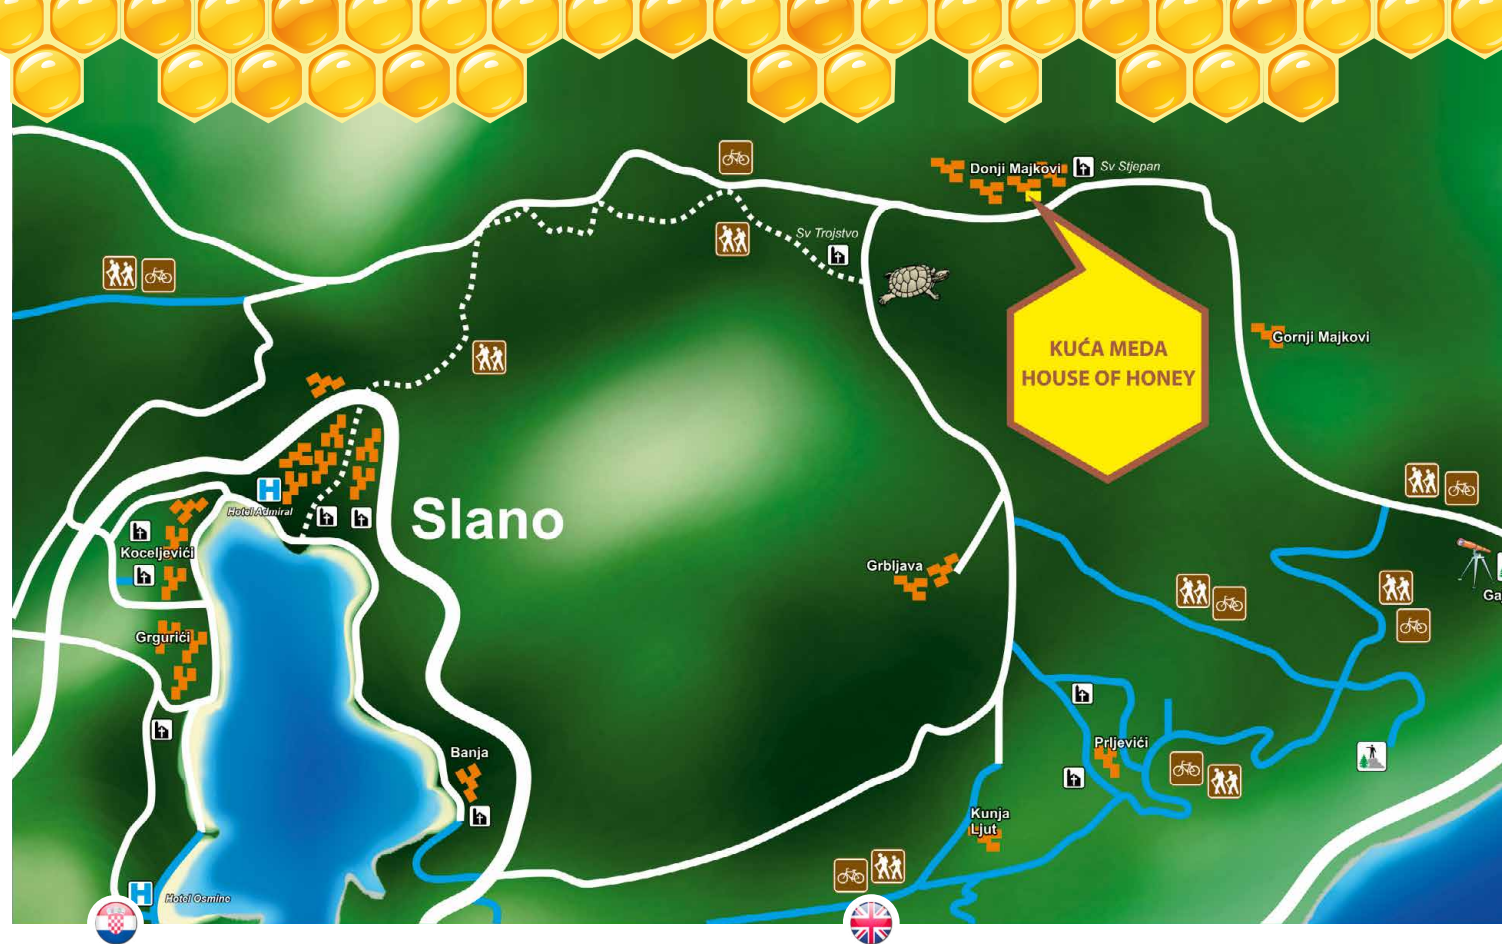 Donji Majkovi
Sv Stjepan
Sv Trojstvo
KUĆA MEDA
HOUSE OF HONEY
Gornji Majkovi
Hotel Admiral
Slano
Koceljevići
Grbljava
Ga
Grgurići
Banja
Prljevići
Kunja
Ljut
Hotel Osmine